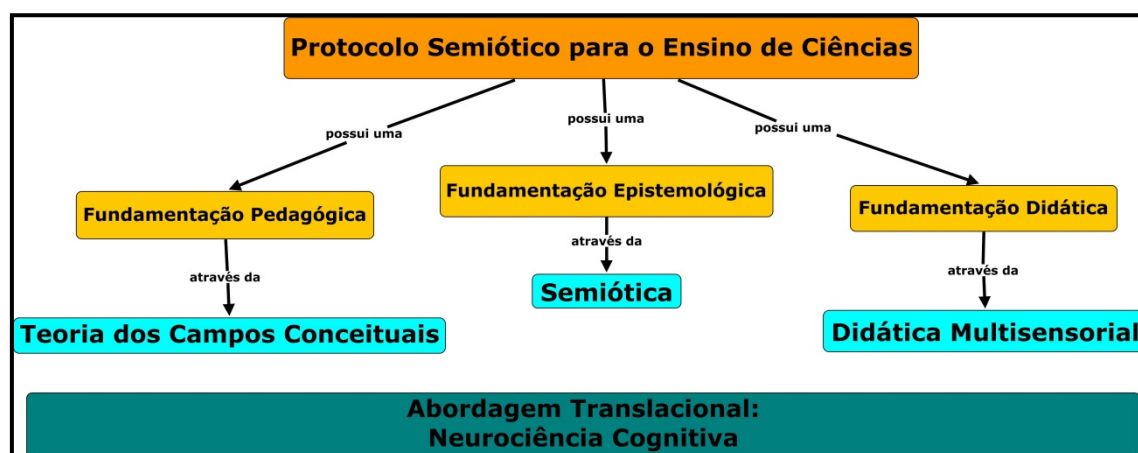 Protocolo Semiótico para o Ensino de Ciências
possui uma
possui uma
possui uma
Fundamentação Pedagógica
Fundamentação Epistemológica
Fundamentação Didática
através da
através da
através da
Teoria dos Campos Conceituais
Semiótica
Didática Multisensorial
Abordagem Translacional:
Neurociência Cognitiva